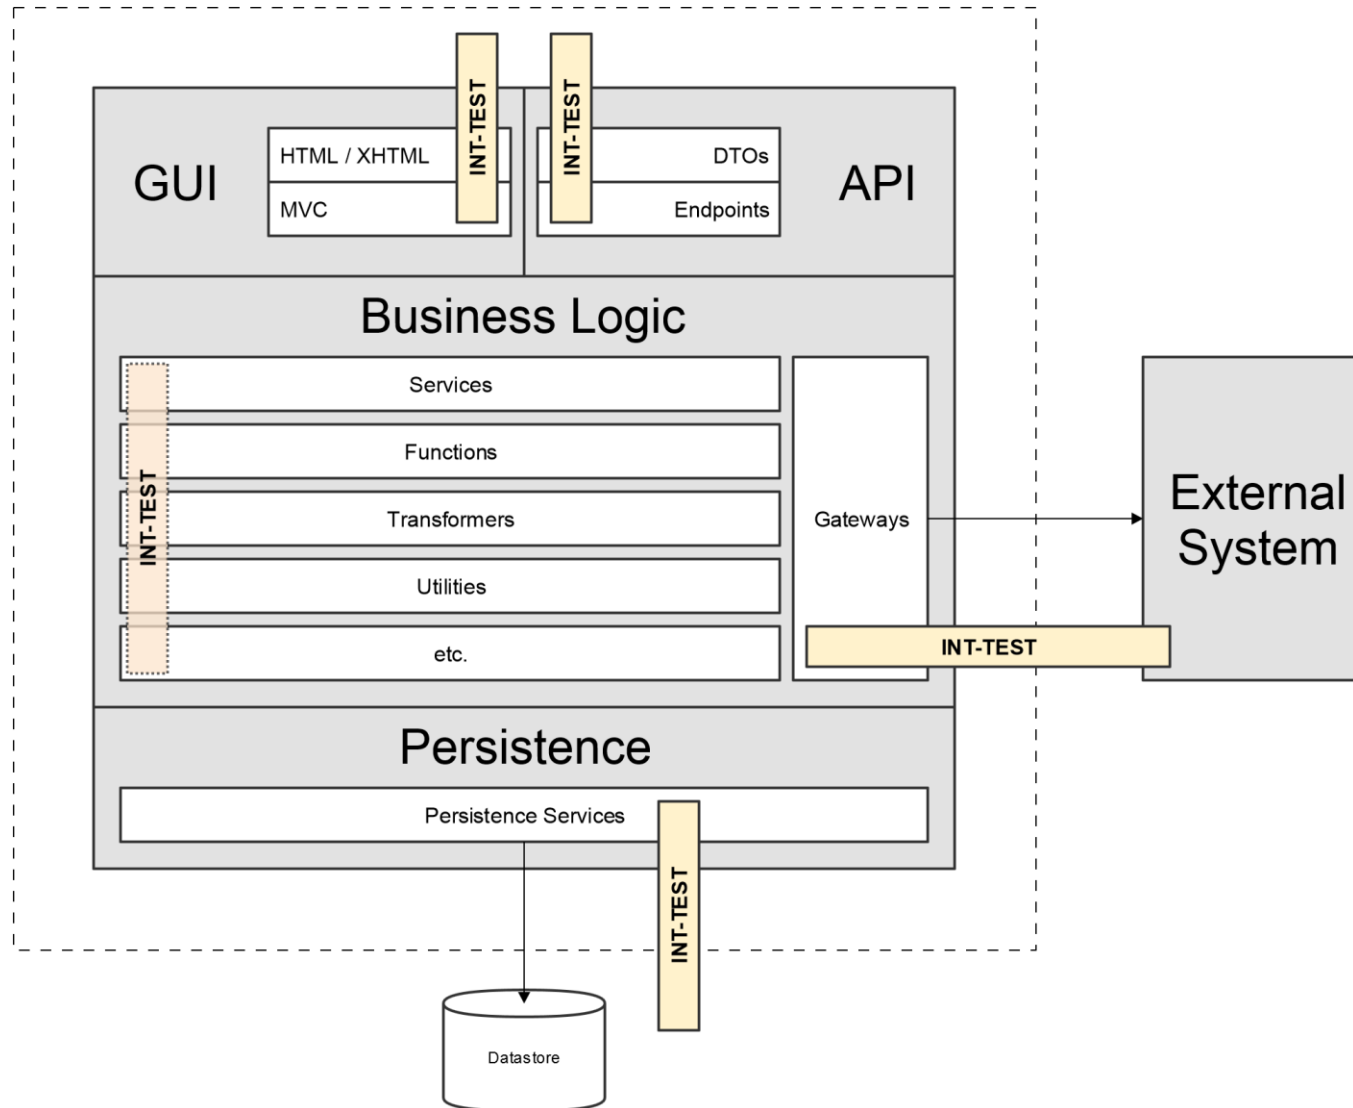 INT-TEST
INT-TEST
GUI
HTML / XHTML
MVC
DTOs
Endpoints
API
Business Logic
INT-TEST
Services
Functions
Transformers
Utilities
etc.
Gateways
INT-TEST
External
System
Persistence
Persistence Services
INT-TEST
Datastore